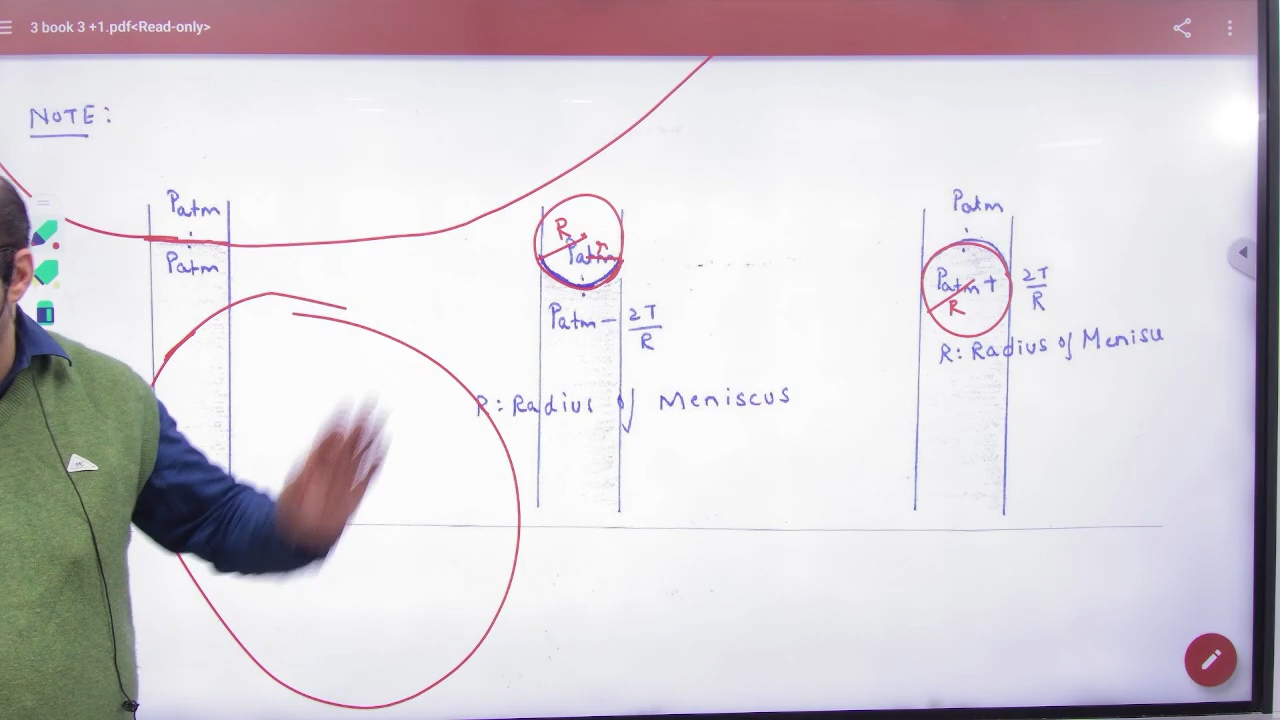 3 book 3 +1.pdf<Read-only>
NOTE:
Patm
Patm
R
Patm
Patm - 2T/R
R: Radius of Meniscus
Patm
Patm + 2T/R
R
R: Radius of Menisu